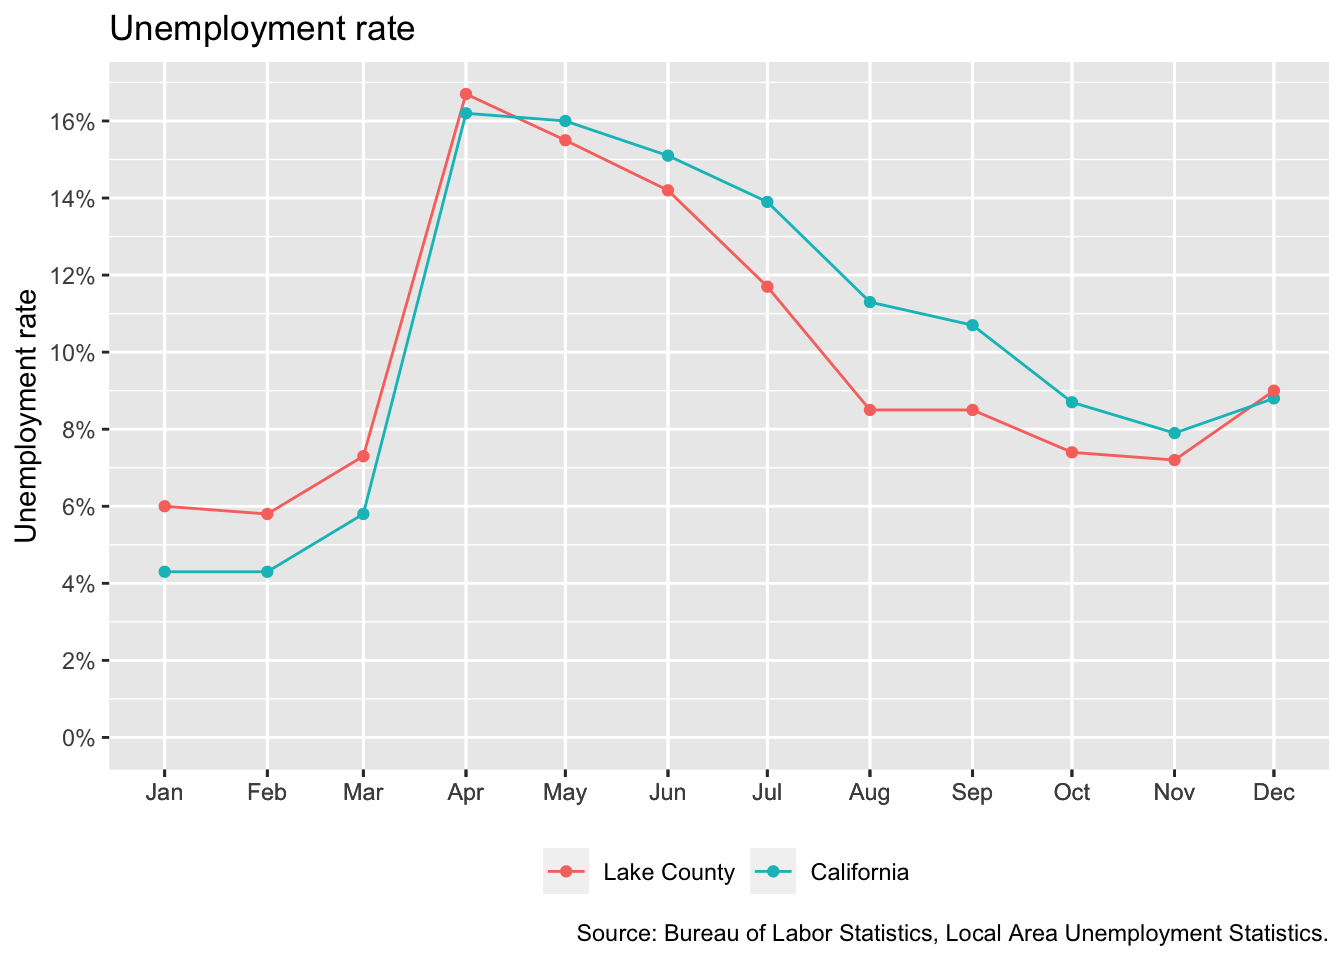 Unemployment rate
Unemployment rate
16%
14%
12%
10%
8%
6%
4%
2%
0%
Jan Feb Mar Apr May Jun Jul Aug Sep Oct Nov Dec
Lake County California
Source: Bureau of Labor Statistics, Local Area Unemployment Statistics.